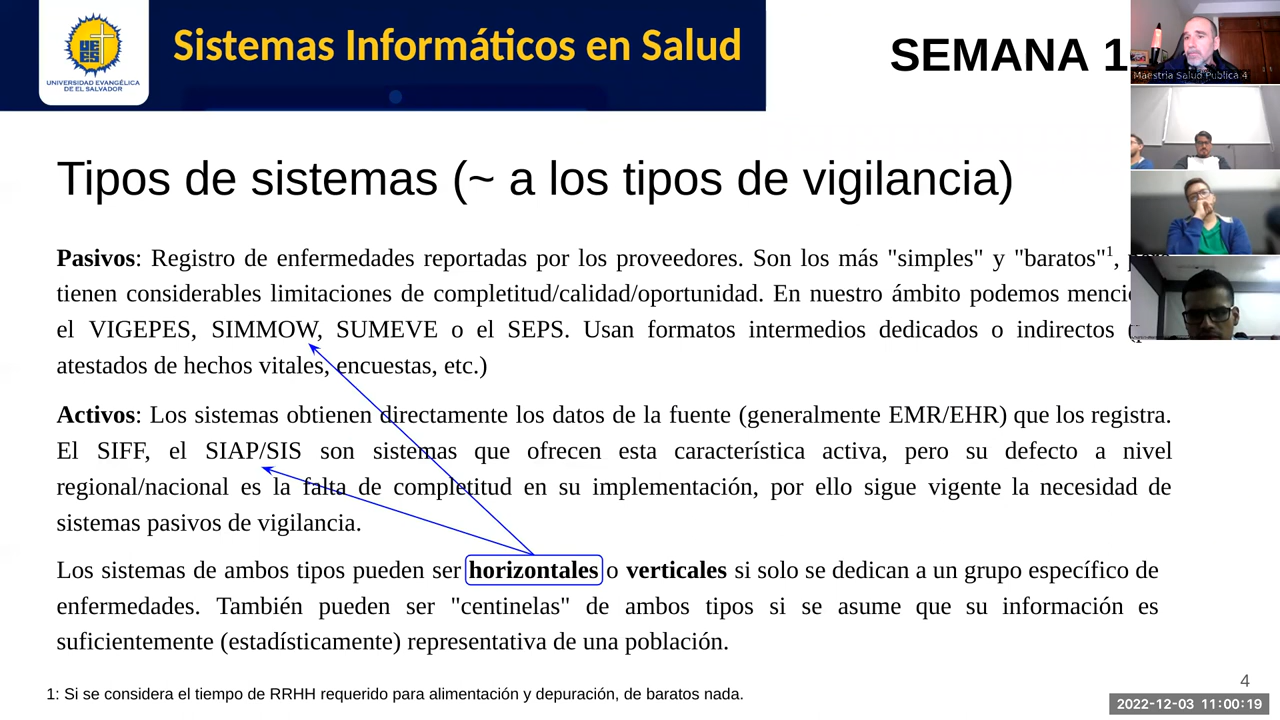 UNIVERSIDAD EVANGÉLICA
DE EL SALVADOR
Sistemas Informáticos en Salud
SEMANA 1
Maestria Salud Publica 4
Tipos de sistemas (~ a los tipos de vigilancia)
Pasivos: Registro de enfermedades reportadas por los proveedores. Son los más "simples" y "baratos"1,
tienen considerables limitaciones de completitud/calidad/oportunidad. En nuestro ámbito podemos
el VIGEPES, SIMMOW, SUMEVE o el SEPS. Usan formatos intermedios dedicados o indirectos
atestados de hechos vitales, encuestas, etc.)
Activos: Los sistemas obtienen directamente los datos de la fuente (generalmente EMR/EHR) que los registra.
El SIFF, el SIAP/SIS son sistemas que ofrecen esta característica activa, pero su defecto a nivel
regional/nacional es la falta de completitud en su implementación, por ello sigue vigente la necesidad de
sistemas pasivos de vigilancia.
Los sistemas de ambos tipos pueden ser horizontales o verticales si solo se dedican a un grupo específico de
enfermedades. También pueden ser "centinelas" de ambos tipos si se asume que su información es
suficientemente (estadísticamente) representativa de una población.
1: Si se considera el tiempo de RRHH requerido para alimentación y depuración, de baratos nada.
4
2022-12-03 11:00:19